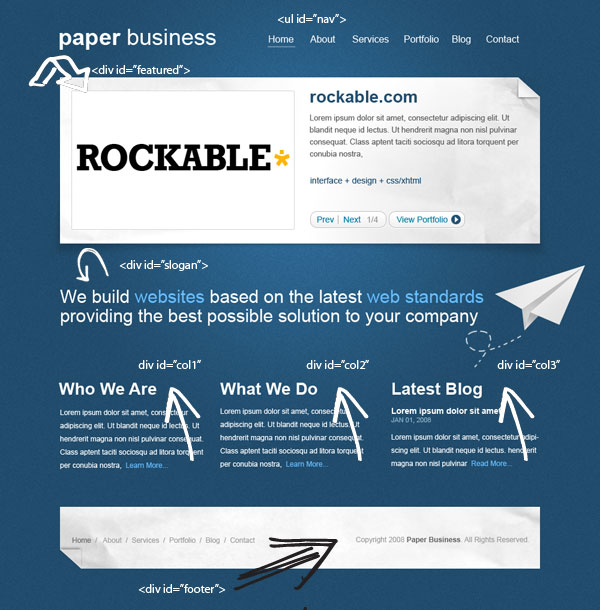 <ul id="nav">
paper business
Home About Services Portfolio Blog Contact
<div id="featured">
ROCKABLE
rockable.com
Lorem ipsum dolor sit amet, consectetur adipiscing elit. Ut
blandit neque id lectus. Ut hendrerit magna non nisl pulvinar
consequat. Class aptent taciti sociosqu ad litora torquent per
conubia nostra,
interface + design + css/xhtml
Prev Next 1/4 View Portfolio
<div id="slogan">
We build websites based on the latest web standards
providing the best possible solution to your company
div id="col1"
div id="col2"
div id="col3"
Who We Are
Lorem ipsum dolor sit amet, consectetur
adipiscing elit. Ut blandit neque id lectus. Ut
hendrerit magna non nisl pulvinar consequat.
Class aptent taciti sociosqu ad litora torquent
per conubia nostra, Learn More...
What We Do
Lorem ipsum dolor sit amet, consectetur
adipiscing elit. Ut blandit neque id lectus. Ut
hendrerit magna non nisl pulvinar consequat.
Class aptent taciti sociosqu ad litora torquent
per conubia nostra, Learn More...
Latest Blog
Lorem ipsum dolor sit amet
JAN 01, 2008
Lorem ipsum dolor sit amet, consectetur adipi-
scing elit. Ut blandit neque id lectus. hendrerit
magna non nisl pulvinar Read More...
Home / About / Services / Portfolio / Blog / Contact
Copyright 2008 Paper Business. All Rights Reserved.
<div id="footer">